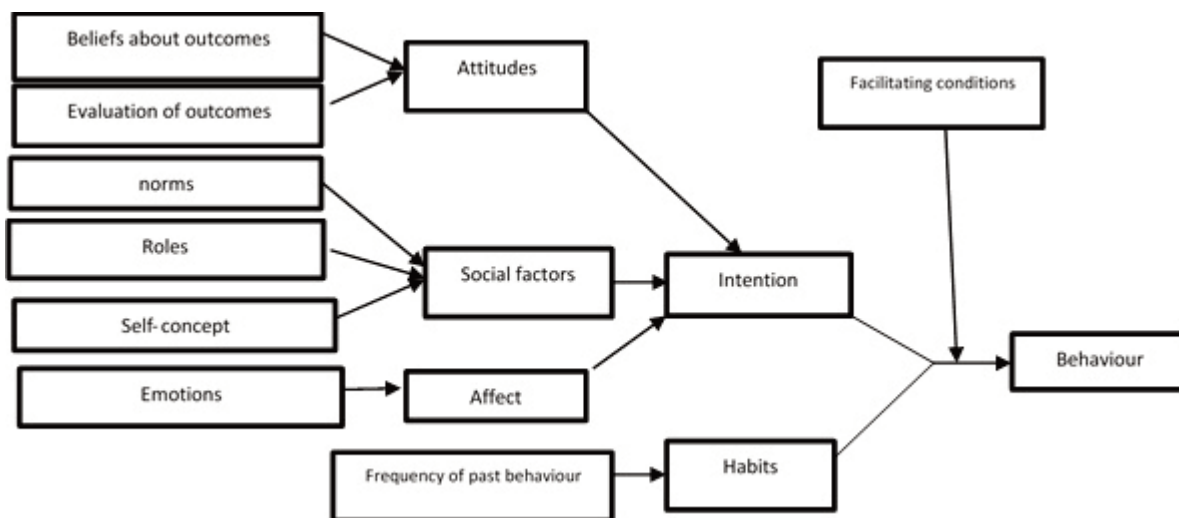 Beliefs about outcomes
Evaluation of outcomes
norms
Roles
Self- concept
Emotions
Attitudes
Social factors
Affect
Frequency of past behaviour
Intention
Habits
Facilitating conditions
Behaviour